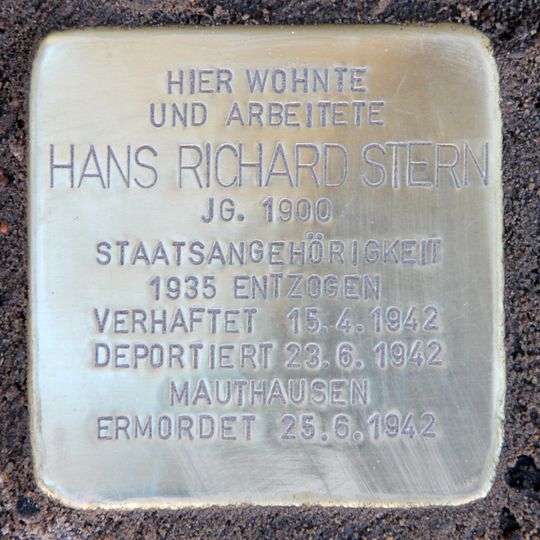 HIER WOHNTE
UND ARBEITETE
HANS RICHARD STERN
JG. 1900
STAATSANGEHÖRIGKEIT
1935 ENTZOGEN
VERHAFTET 15.4.1942
DEPORTIERT 23.6.1942
MAUTHAUSEN
ERMORDET 25.6.1942